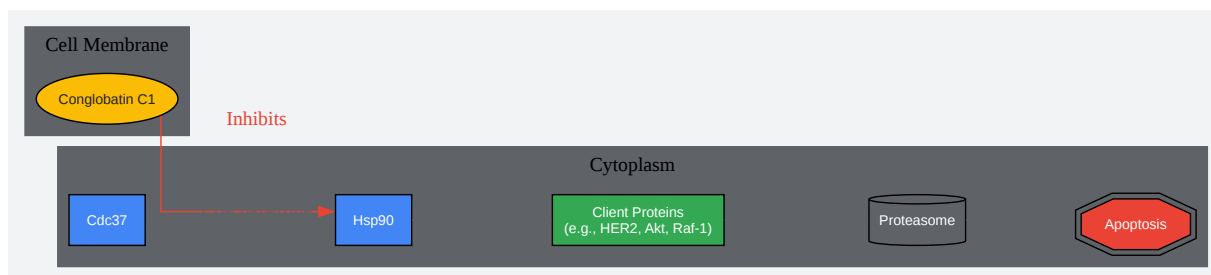 Cell Membrane
Conglobatin C1
Inhibits
Cytoplasm
Cdc37
Hsp90
Client Proteins
(e.g., HER2, Akt, Raf-1)
Proteasome
Apoptosis